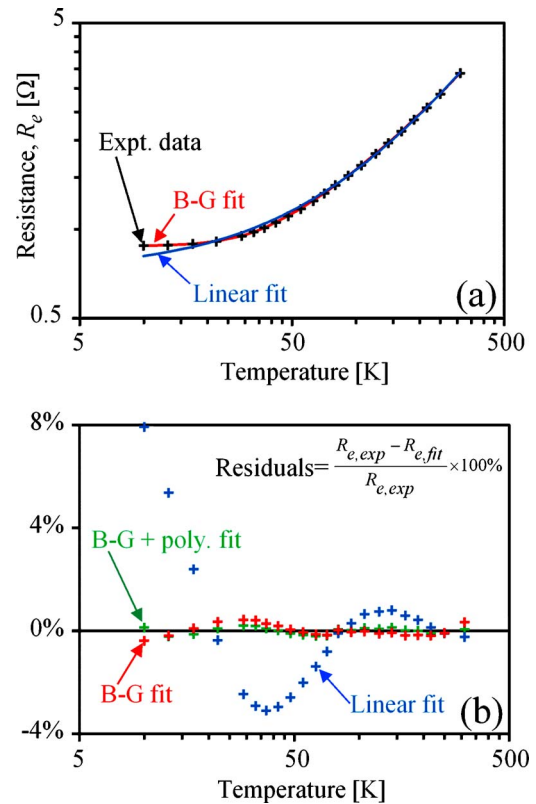 5
Resistance, Re [Ω]
Expt. data
B-G fit
Linear fit
(a)
0.5
5 50 500
Temperature [K]
8%
Residuals= Re,exp − Re,fit / Re,exp ×100%
4%
B-G + poly. fit
0%
B-G fit
Linear fit
(b)
-4%
5 50 500
Temperature [K]